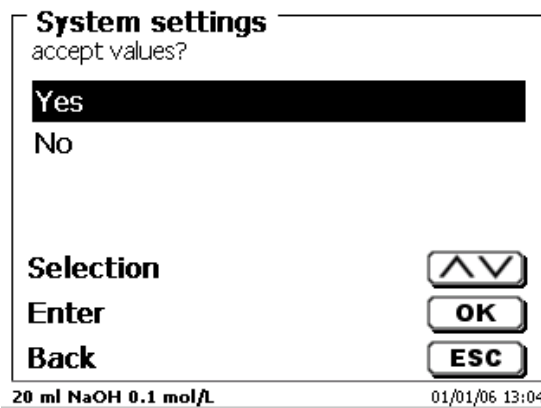 System settings
accept values?
Yes
No
Selection
Enter OK
Back ESC
20 ml NaOH 0.1 mol/L 01/01/06 13:04